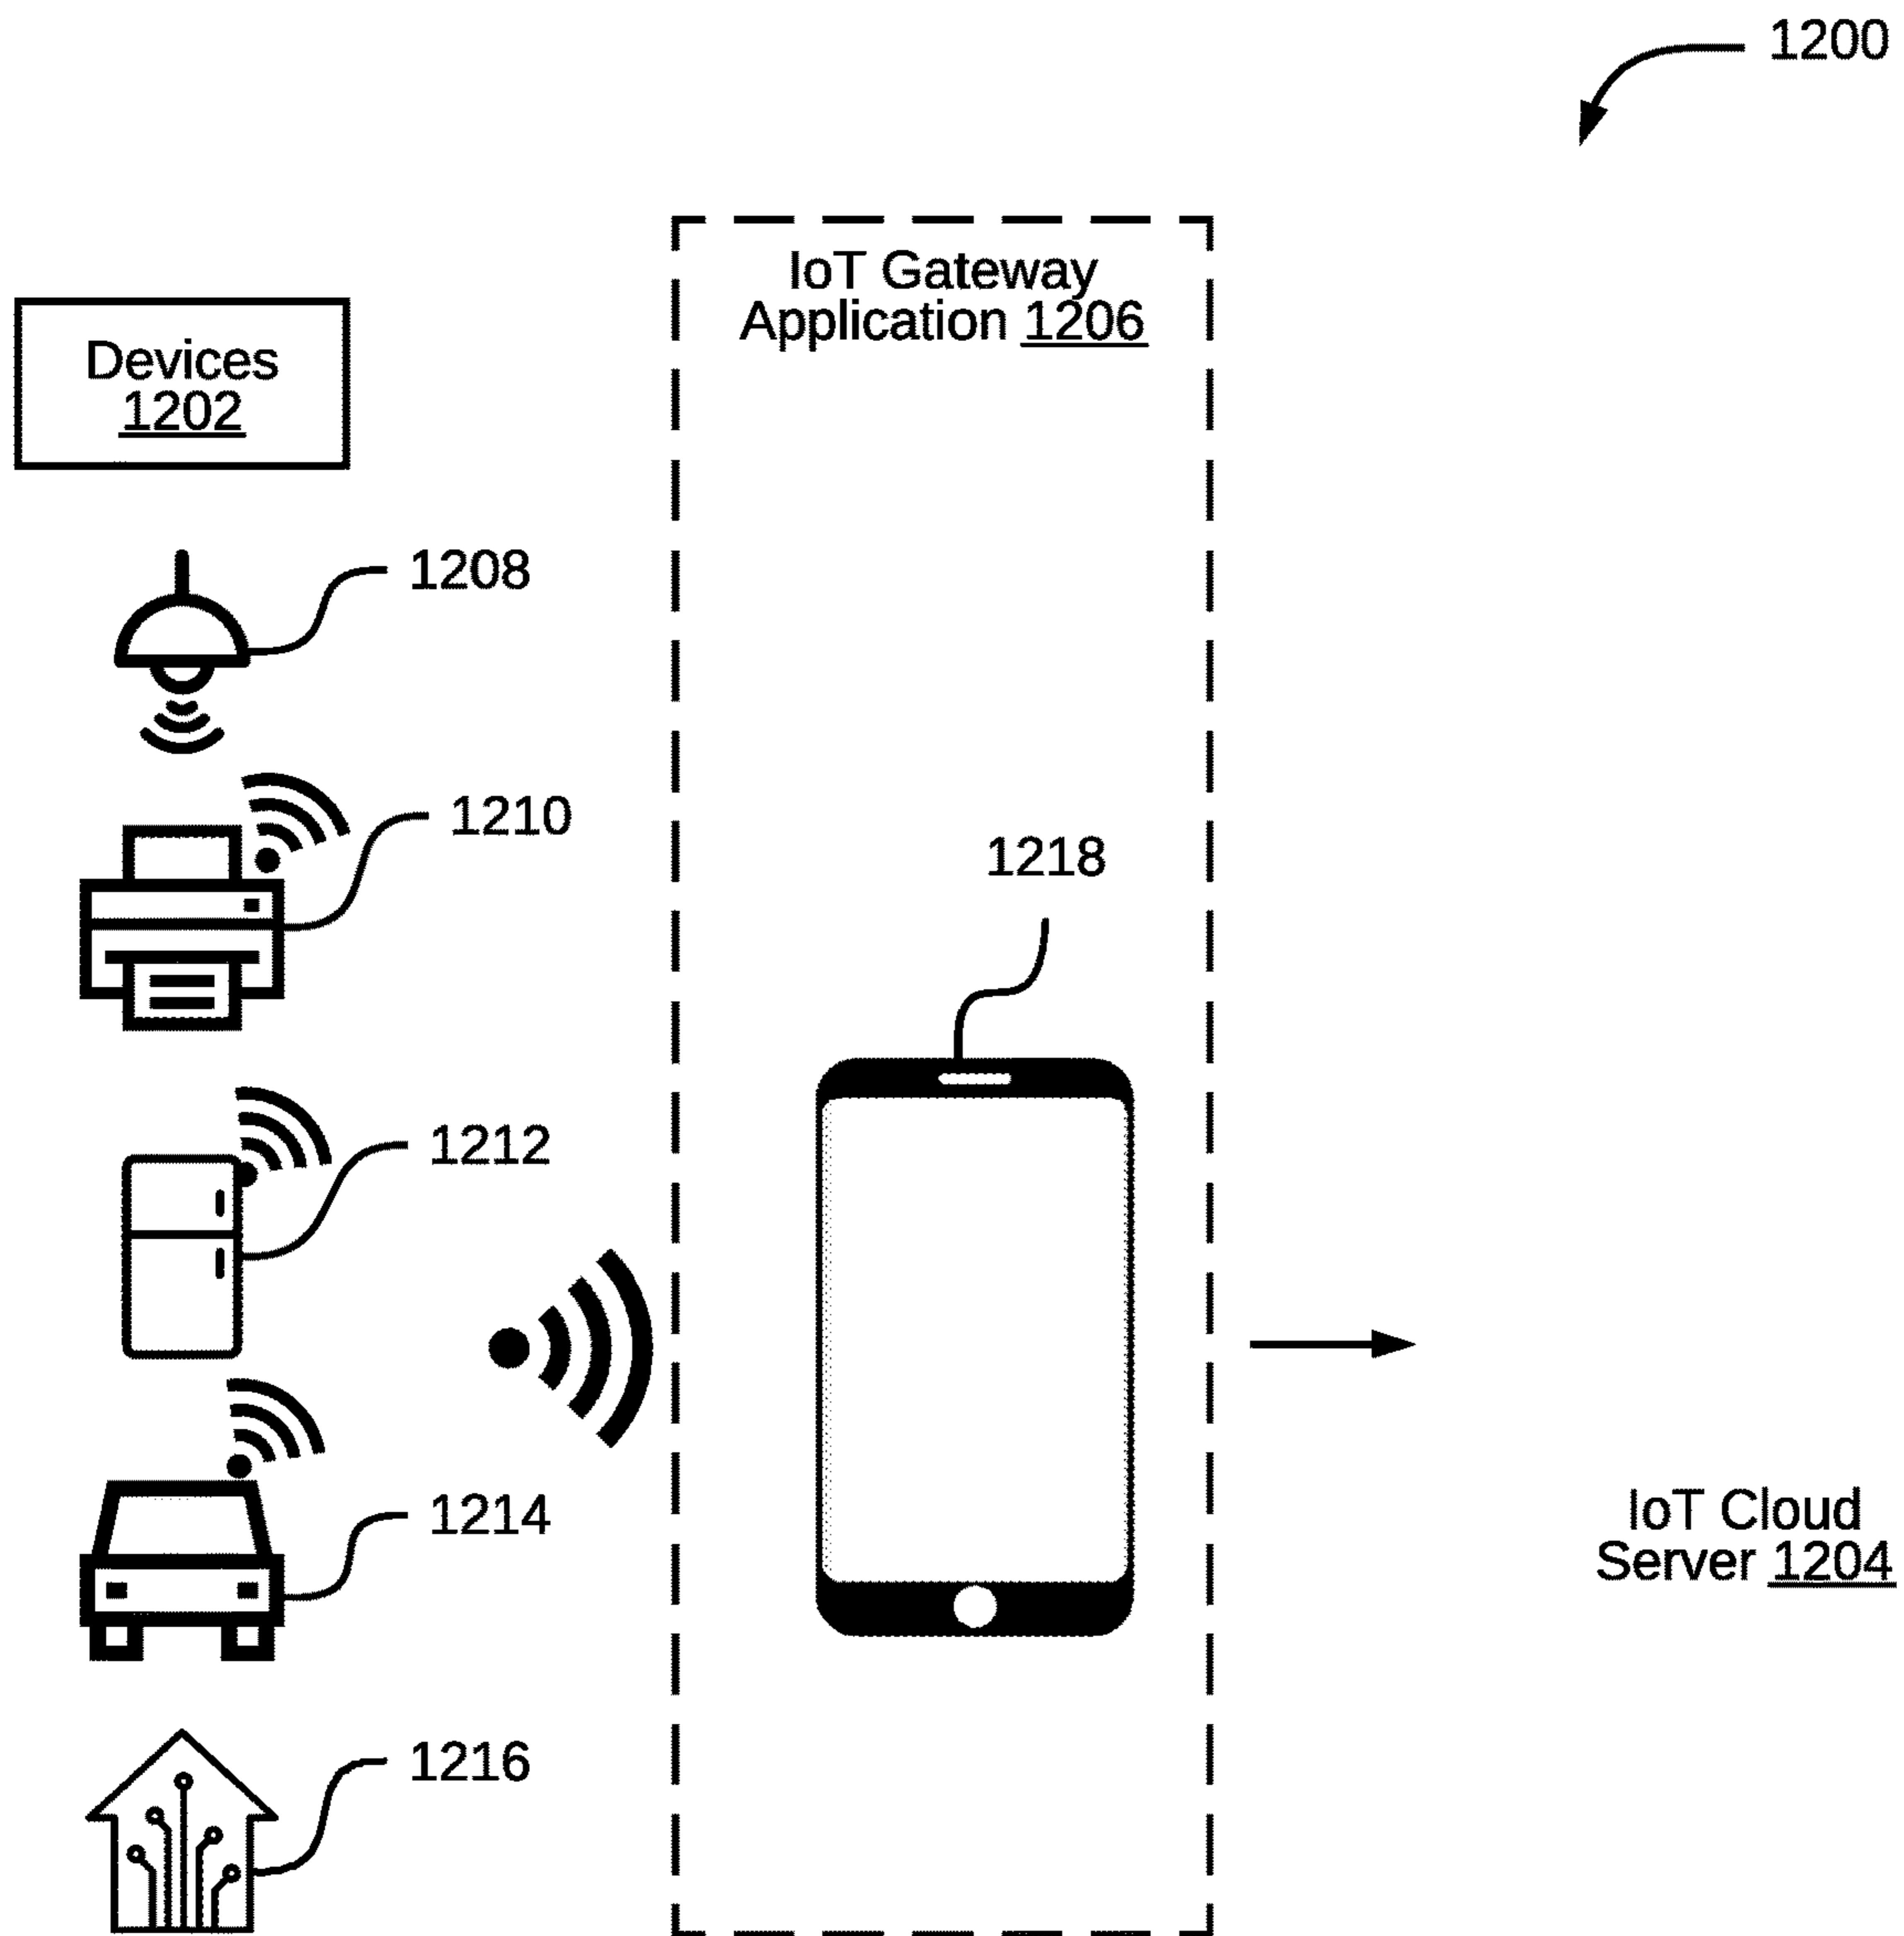 1200
IoT Gateway
Application 1206
Devices
1202
1208
1210
1218
1212
1214
IoT Cloud
Server 1204
1216